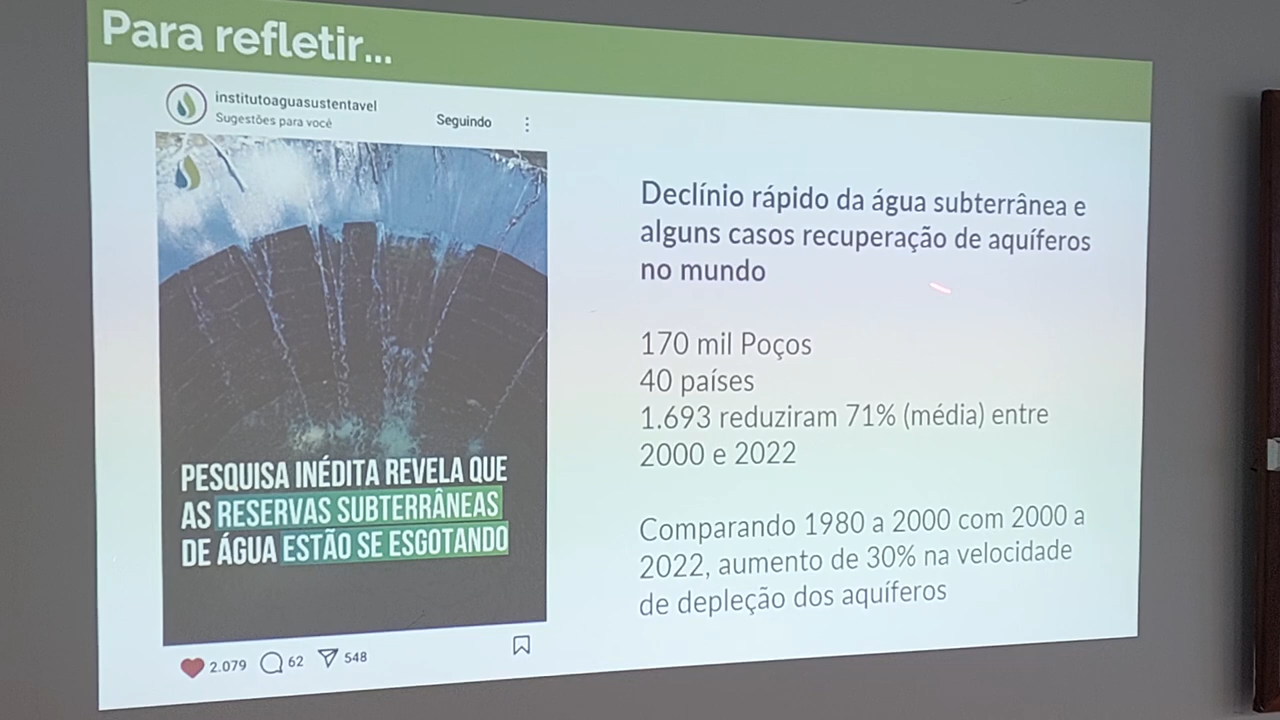 Para refletir...
institutoaguasustentavel
Sugestões para você
Seguindo
PESQUISA INÉDITA REVELA QUE
AS RESERVAS SUBTERRÂNEAS
DE ÁGUA ESTÃO SE ESGOTANDO
2.079
62
548
Declínio rápido da água subterrânea e
alguns casos recuperação de aquíferos
no mundo
170 mil Poços
40 países
1.693 reduziram 71% (média) entre
2000 e 2022
Comparando 1980 a 2000 com 2000 a
2022, aumento de 30% na velocidade
de depleção dos aquíferos